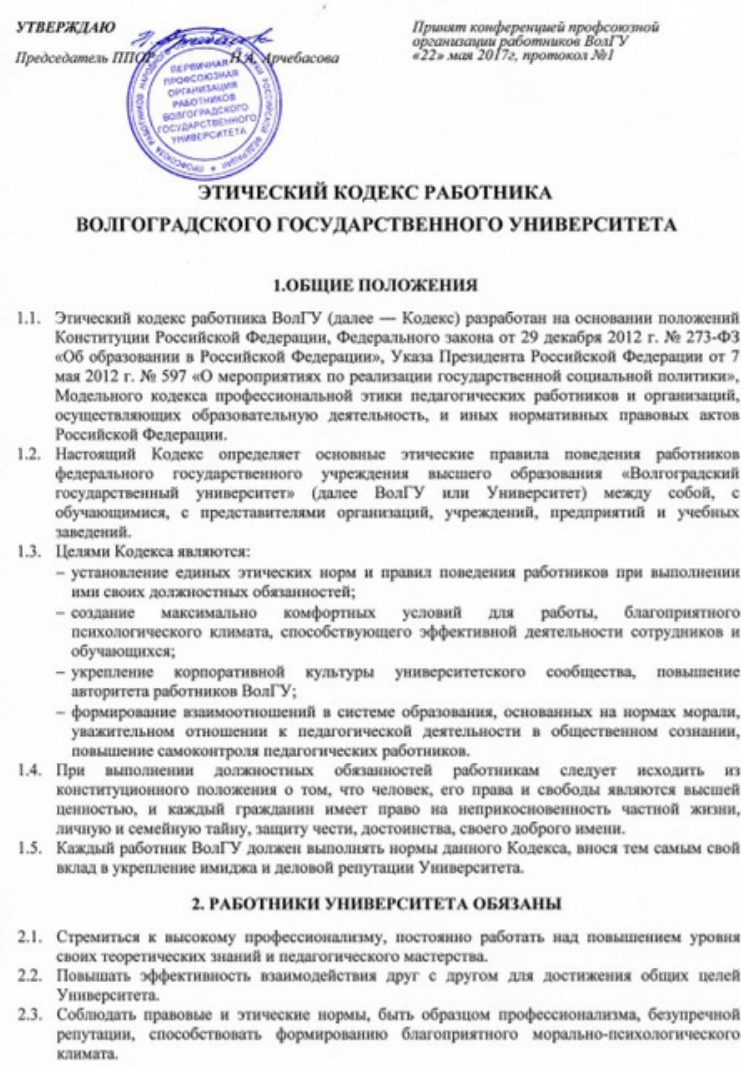 УТВЕРЖДАЮ
Председатель ППОР Н.А. Арчебасова
Принят конференцией профсоюзной
организации работников ВолГУ
«22» мая 2017г, протокол №1
ПЕРВИЧНАЯ
ПРОФСОЮЗНАЯ
ОРГАНИЗАЦИЯ
РАБОТНИКОВ
ВОЛГОГРАДСКОГО
ГОСУДАРСТВЕННОГО
УНИВЕРСИТЕТА
ЭТИЧЕСКИЙ КОДЕКС РАБОТНИКА
ВОЛГОГРАДСКОГО ГОСУДАРСТВЕННОГО УНИВЕРСИТЕТА
1.ОБЩИЕ ПОЛОЖЕНИЯ
1.1. Этический кодекс работника ВолГУ (далее — Кодекс) разработан на основании положений
Конституции Российской Федерации, Федерального закона от 29 декабря 2012 г. № 273-ФЗ
«Об образовании в Российской Федерации», Указа Президента Российской Федерации от 7
мая 2012 г. № 597 «О мероприятиях по реализации государственной социальной политики»,
Модельного кодекса профессиональной этики педагогических работников и организаций,
осуществляющих образовательную деятельность, и иных нормативных правовых актов
Российской Федерации.
1.2. Настоящий Кодекс определяет основные этические правила поведения работников
федерального государственного учреждения высшего образования «Волгоградский
государственный университет» (далее ВолГУ или Университет) между собой, с
обучающимися, с представителями организаций, учреждений, предприятий и учебных
заведений.
1.3. Целями Кодекса являются:
– установление единых этических норм и правил поведения работников при выполнении
ими своих должностных обязанностей;
– создание максимально комфортных условий для работы, благоприятного
психологического климата, способствующего эффективной деятельности сотрудников и
обучающихся;
– укрепление корпоративной культуры университетского сообщества, повышение
авторитета работников ВолГУ;
– формирование взаимоотношений в системе образования, основанных на нормах морали,
уважительном отношении к педагогической деятельности в общественном сознании,
повышение самоконтроля педагогических работников.
1.4. При выполнении должностных обязанностей работникам следует исходить из
конституционного положения о том, что человек, его права и свободы являются высшей
ценностью, и каждый гражданин имеет право на неприкосновенность частной жизни,
личную и семейную тайну, защиту чести, достоинства, своего доброго имени.
1.5. Каждый работник ВолГУ должен выполнять нормы данного Кодекса, внося тем самым свой
вклад в укрепление имиджа и деловой репутации Университета.
2. РАБОТНИКИ УНИВЕРСИТЕТА ОБЯЗАНЫ
2.1. Стремиться к высокому профессионализму, постоянно работать над повышением уровня
своих теоретических знаний и педагогического мастерства.
2.2. Повышать эффективность взаимодействия друг с другом для достижения общих целей
Университета.
2.3. Соблюдать правовые и этические нормы, быть образцом профессионализма, безупречной
репутации, способствовать формированию благоприятного морально-психологического
климата.